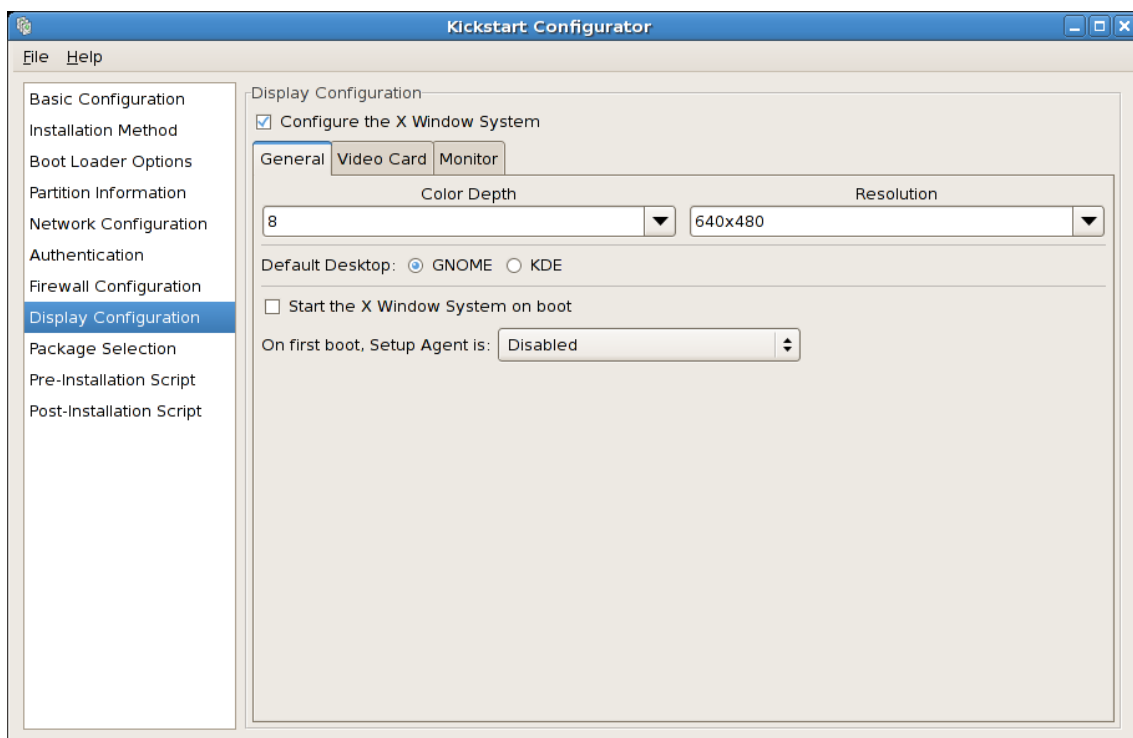 Kickstart Configurator
File Help
Basic Configuration
Installation Method
Boot Loader Options
Partition Information
Network Configuration
Authentication
Firewall Configuration
Display Configuration
Package Selection
Pre-Installation Script
Post-Installation Script
Display Configuration
Configure the X Window System
General Video Card Monitor
Color Depth Resolution
8 640x480
Default Desktop: GNOME KDE
Start the X Window System on boot
On first boot, Setup Agent is: Disabled